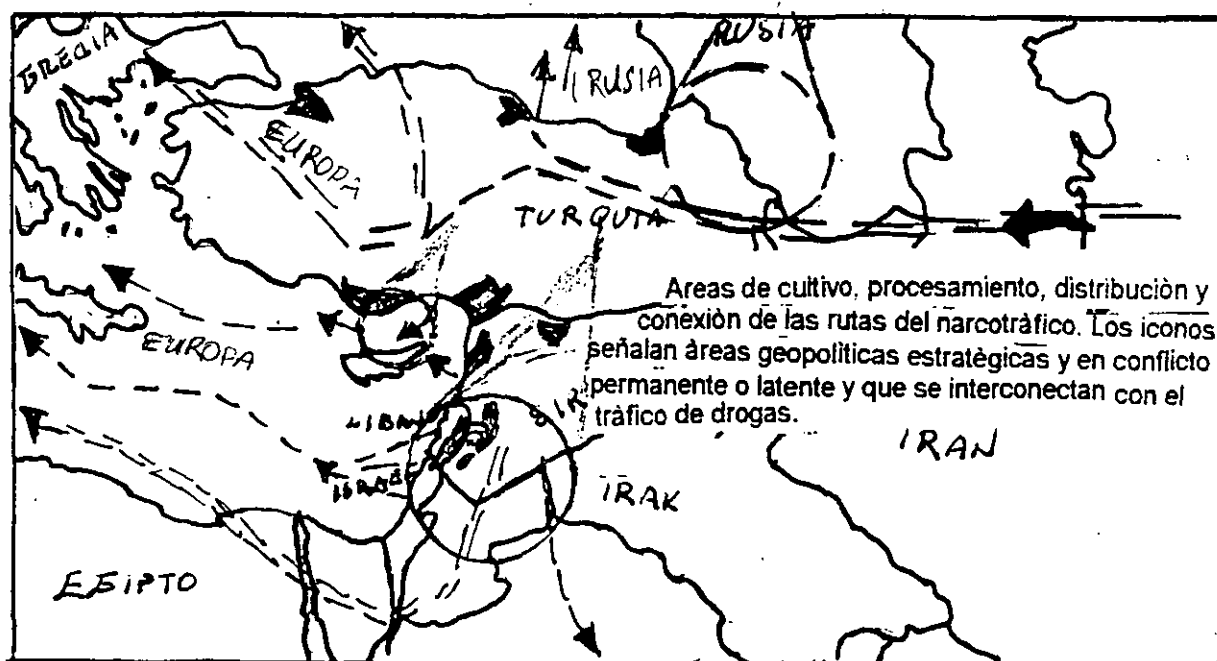 GRECIA
RUSIA
RUSIA
EUROPA
TURQUIA
Areas de cultivo, procesamiento, distribuciòn y
conexiòn de las rutas del narcotràfico. Los iconos
señalan àreas geopolìticas estratègicas y en conflicto
permanente o latente y que se interconectan con el
tràfico de drogas.
EUROPA
IRAN
IRAK
EGIPTO